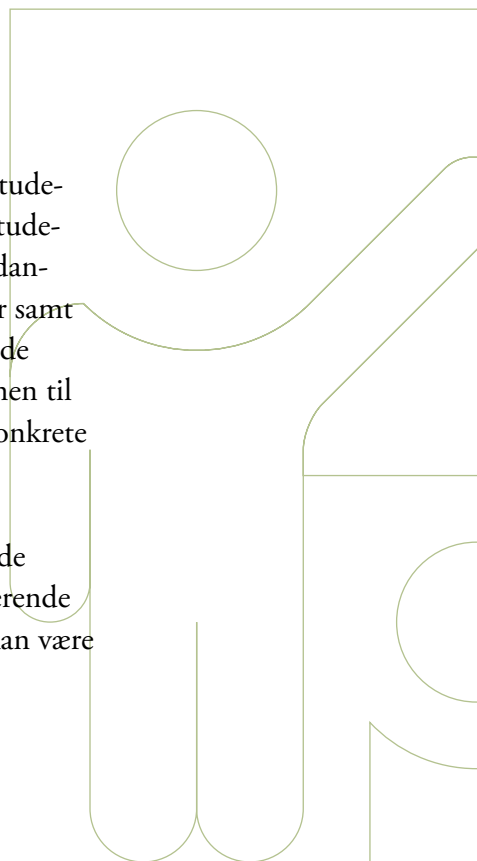 tude-
tude-
dan-
r samt
de
nen til
onkrete
de
erende
an være